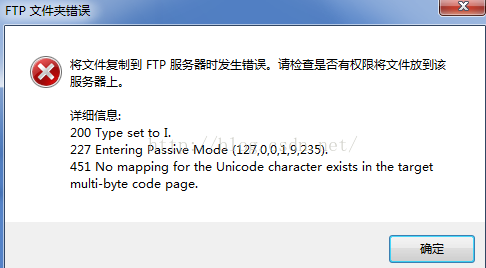 FTP 文件夹错误
将文件复制到 FTP 服务器时发生错误。请检查是否有权限将文件放到该
服务器上。
详细信息:
200 Type set to I.
http://blog.csdn.net/
227 Entering Passive Mode (127,0,0,1,9,235).
451 No mapping for the Unicode character exists in the target
multi-byte code page.
确定